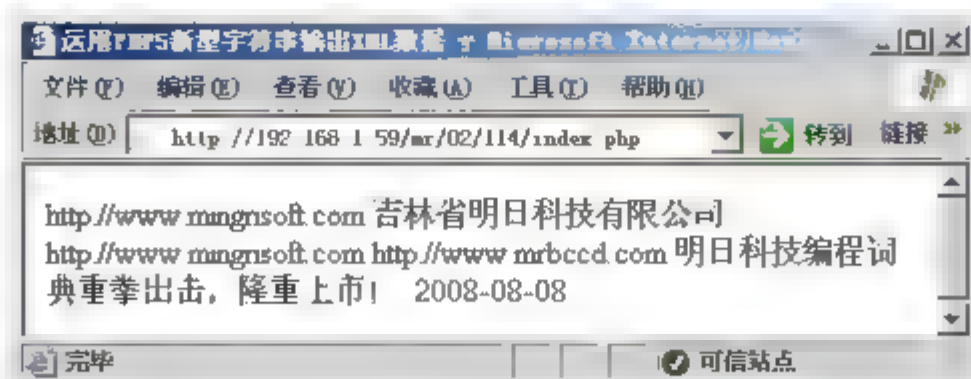 运用PHP5新型字符串输出XML数据 - Microsoft Internet
文件(F) 编辑(E) 查看(V) 收藏(A) 工具(T) 帮助(H)
地址(D) http //192 168 1 59/mr/02/114/index php 转到 链接 »
http //www mingrisoft com 吉林省明日科技有限公司
http //www mingrisoft com http //www mrbccd com 明日科技编程词
典重拳出击，隆重上市！ 2008-08-08
完毕 可信站点